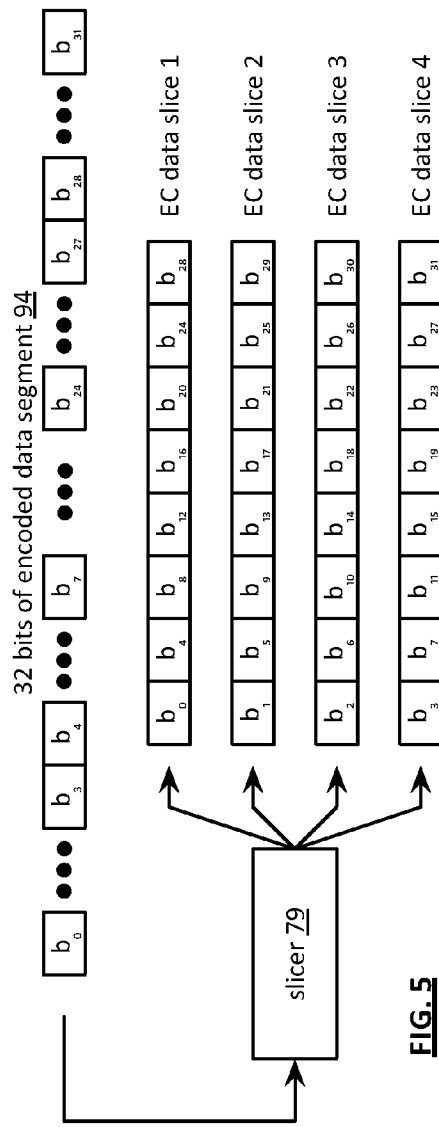 32 bits of encoded data segment 94
b0 ●●● b3 b4 ●●● b7 ●●● b24 ●●● b27 b28 ●●● b31
b0 b4 b8 b12 b16 b20 b24 b28 EC data slice 1
b1 b5 b9 b13 b17 b21 b25 b29 EC data slice 2
slicer 79
b2 b6 b10 b14 b18 b22 b26 b30 EC data slice 3
b3 b7 b11 b15 b19 b23 b27 b31 EC data slice 4
FIG. 5